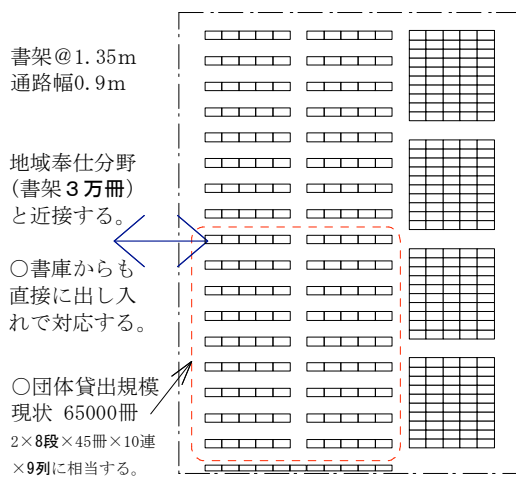 書架@1.35m
通路幅0.9m
地域奉仕分野
(書架３万冊)
と近接する。
○書庫からも
直接に出し入
れで対応する。
○団体貸出規模
現状 65000冊
2×8段×45冊×10連
×9列に相当する。